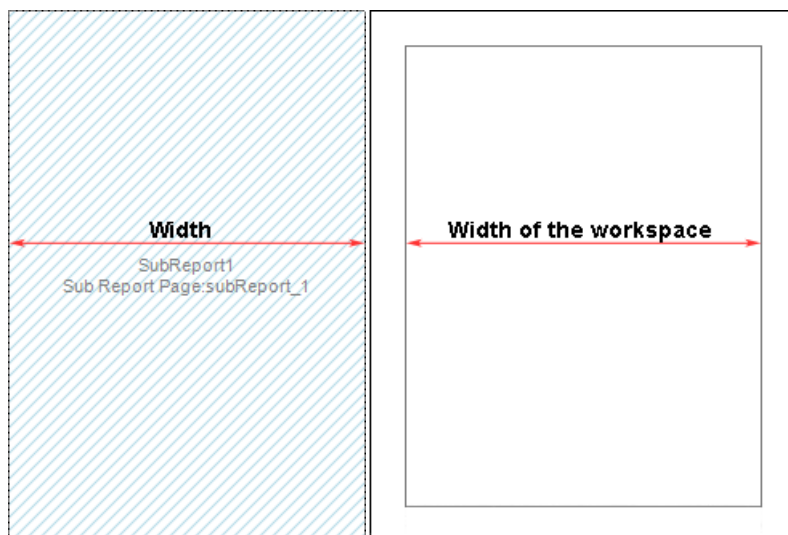 Width
SubReport1
Sub Report Page:subReport_1
Width of the workspace